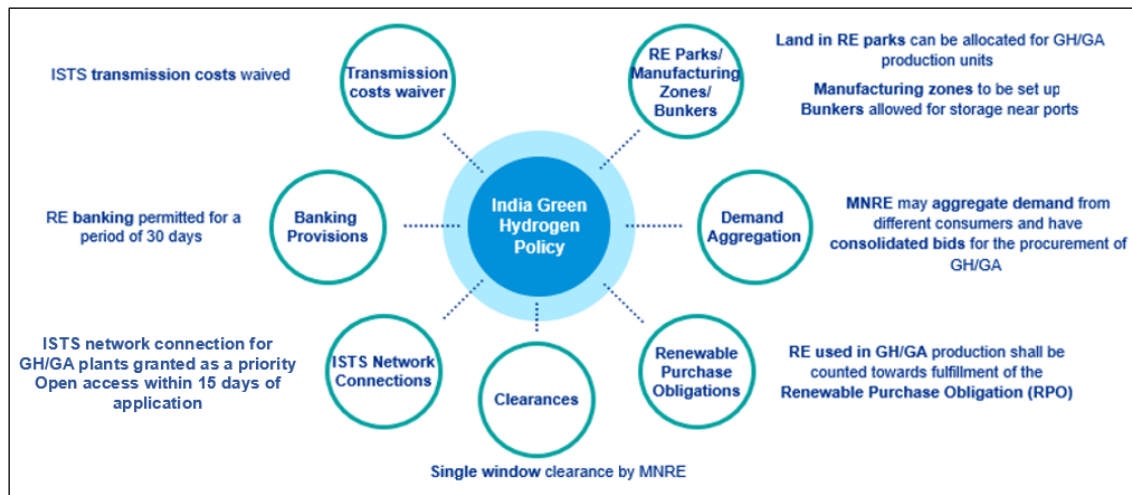 ISTS transmission costs waived
Transmission
costs waiver
RE Parks/
Manufacturing
Zones/
Bunkers
Land in RE parks can be allocated for GH/GA
production units
Manufacturing zones to be set up
Bunkers allowed for storage near ports
RE banking permitted for a
period of 30 days
Banking
Provisions
India Green
Hydrogen
Policy
Demand
Aggregation
MNRE may aggregate demand from
different consumers and have
consolidated bids for the procurement of
GH/GA
ISTS network connection for
GH/GA plants granted as a priority
Open access within 15 days of
application
ISTS Network
Connections
Clearances
Renewable
Purchase
Obligations
RE used in GH/GA production shall be
counted towards fulfillment of the
Renewable Purchase Obligation (RPO)
Single window clearance by MNRE